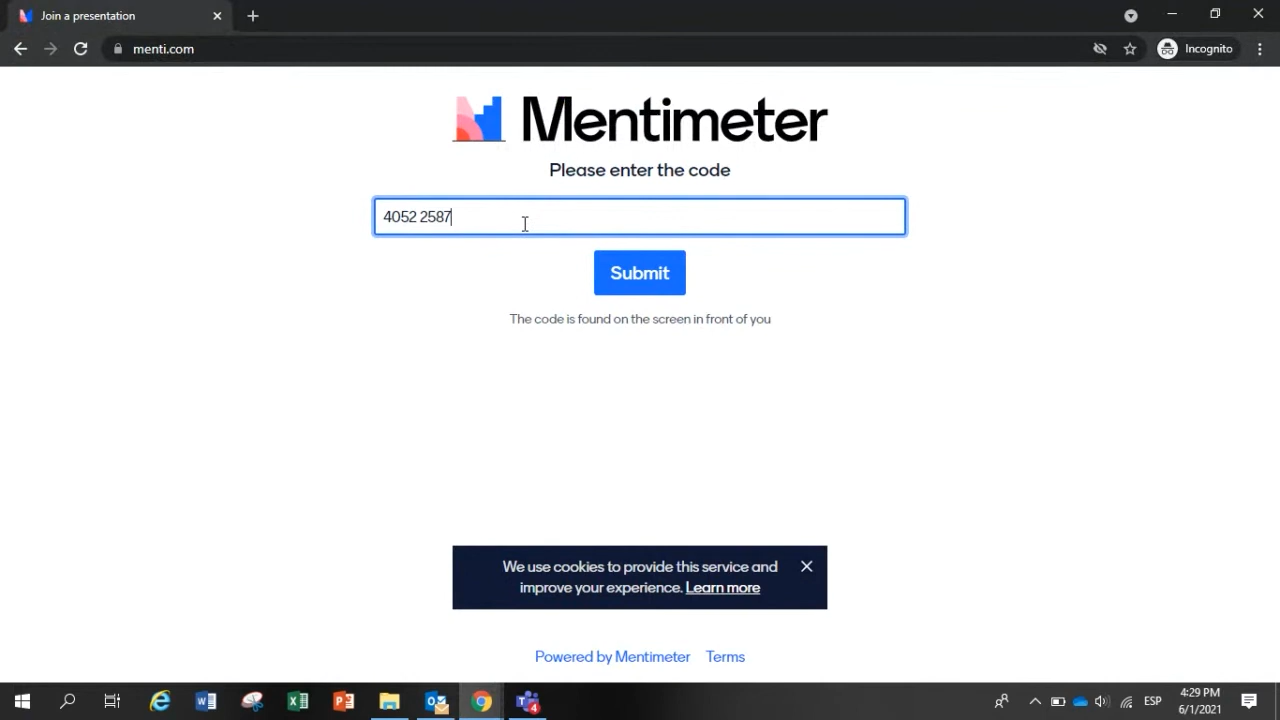 Join a presentation
menti.com
Incognito
Mentimeter
Please enter the code
4052 2587
Submit
The code is found on the screen in front of you
We use cookies to provide this service and
improve your experience. Learn more
Powered by Mentimeter Terms
4
ESP
4:29 PM
6/1/2021